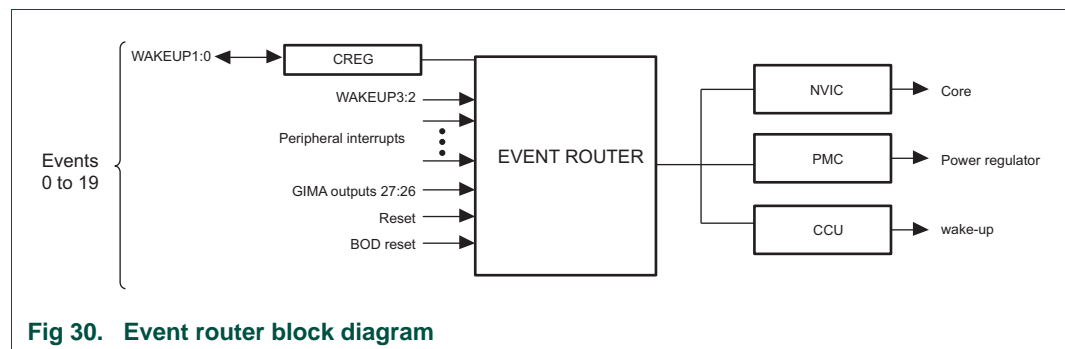 WAKEUP1:0
CREG
WAKEUP3:2
Peripheral interrupts
Events
0 to 19
GIMA outputs 27:26
Reset
BOD reset
EVENT ROUTER
NVIC
Core
PMC
Power regulator
CCU
wake-up
Fig 30. Event router block diagram